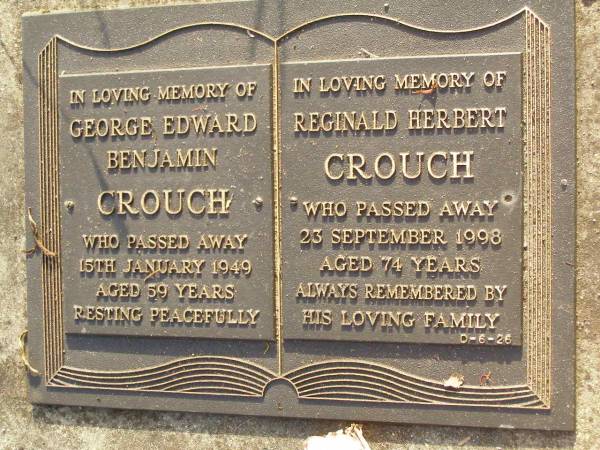 IN LOVING MEMORY OF
GEORGE EDWARD
BENJAMIN
CROUCH
WHO PASSED AWAY
15TH JANUARY 1949
AGED 59 YEARS
RESTING PEACEFULLY
IN LOVING MEMORY OF
REGINALD HERBERT
CROUCH
WHO PASSED AWAY
23 SEPTEMBER 1998
AGED 74 YEARS
ALWAYS REMEMBERED BY
HIS LOVING FAMILY
D-6-26